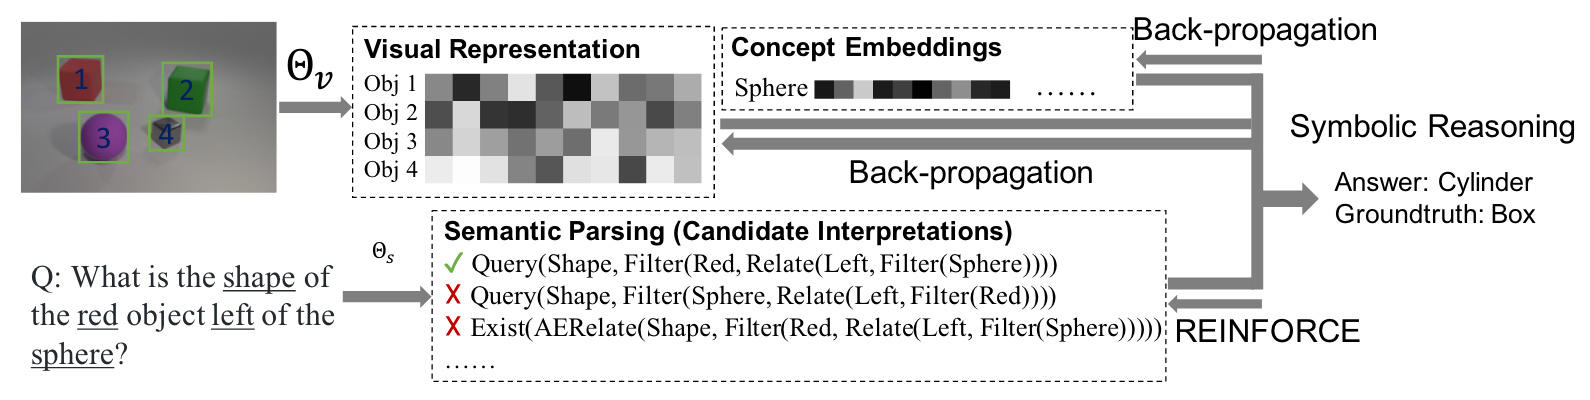 1
2
3
4
Θv
Visual Representation
Obj 1
Obj 2
Obj 3
Obj 4
Concept Embeddings
Sphere ......
Back-propagation
Back-propagation
Symbolic Reasoning
Answer: Cylinder
Groundtruth: Box
Q: What is the shape of
the red object left of the
sphere?
Θs
Semantic Parsing (Candidate Interpretations)
✓ Query(Shape, Filter(Red, Relate(Left, Filter(Sphere))))
X Query(Shape, Filter(Sphere, Relate(Left, Filter(Red))))
X Exist(AERelate(Shape, Filter(Red, Relate(Left, Filter(Sphere)))))
......
REINFORCE